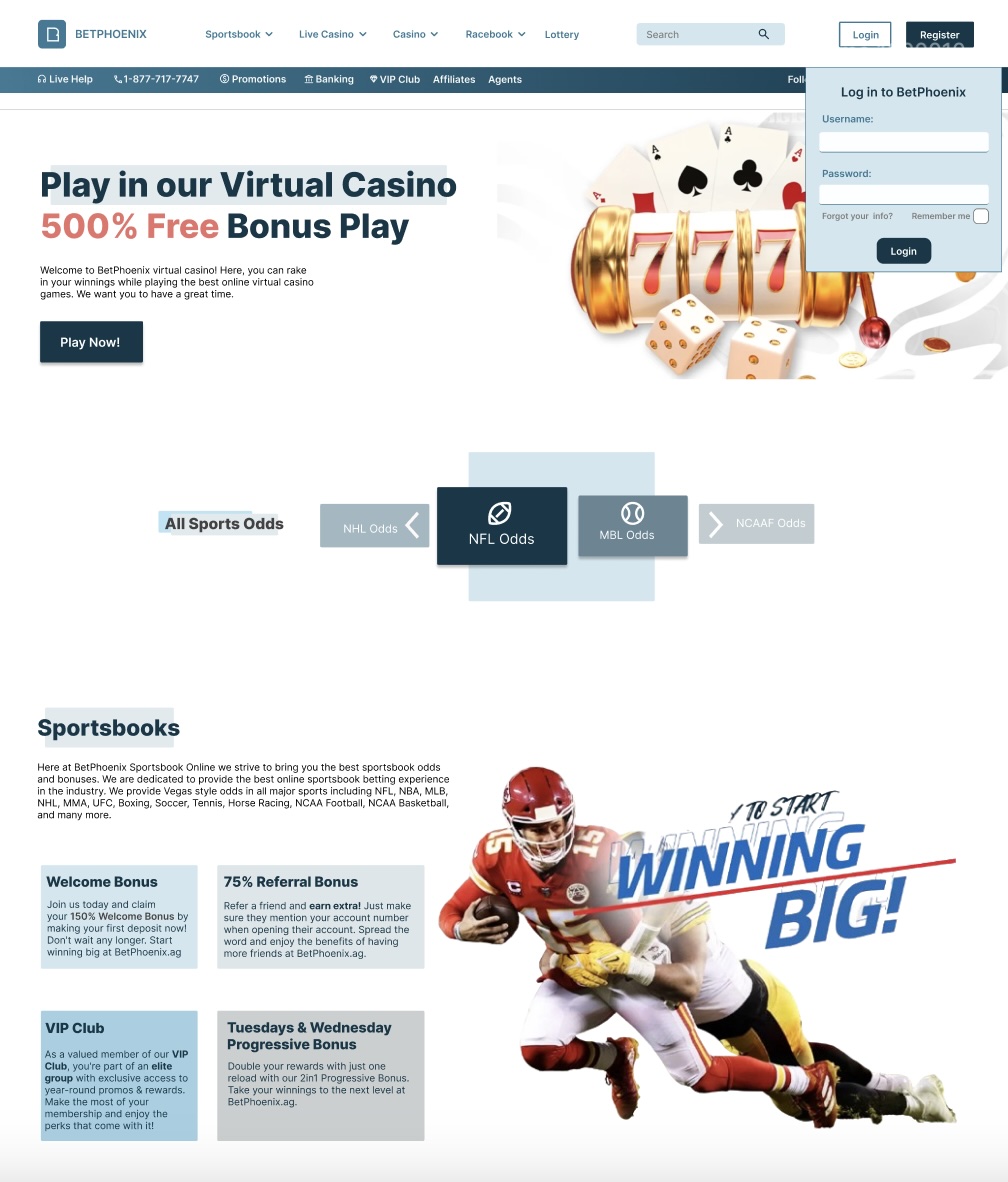 BETPHOENIX
Sportsbook
Live Casino
Casino
Racebook
Lottery
Search
Login
Register
Live Help
1-877-717-7747
Promotions
Banking
VIP Club
Affiliates
Agents
Log in to BetPhoenix
Username:
Password:
Forgot your info?
Remember me
Login
Play in our Virtual Casino
500% Free Bonus Play
Welcome to BetPhoenix virtual casino! Here, you can rake
in your winnings while playing the best online virtual casino
games. We want you to have a great time.
Play Now!
A
A
A
A
7 7 7
All Sports Odds
NHL Odds
NFL Odds
MBL Odds
NCAAF Odds
Sportsbooks
Here at BetPhoenix Sportsbook Online we strive to bring you the best sportsbook odds
and bonuses. We are dedicated to provide the best online sportsbook betting experience
in the industry. We provide Vegas style odds in all major sports including NFL, NBA, MLB,
NHL, MMA, UFC, Boxing, Soccer, Tennis, Horse Racing, NCAA Football, NCAA Basketball,
and many more.
Welcome Bonus
Join us today and claim
your 150% Welcome Bonus by
making your first deposit now!
Don't wait any longer. Start
winning big at BetPhoenix.ag
75% Referral Bonus
Refer a friend and earn extra! Just make
sure they mention your account number
when opening their account. Spread the
word and enjoy the benefits of having
more friends at BetPhoenix.ag.
VIP Club
As a valued member of our VIP
Club, you're part of an elite
group with exclusive access to
year-round promos & rewards.
Make the most of your
membership and enjoy the
perks that come with it!
Tuesdays & Wednesday
Progressive Bonus
Double your rewards with just one
reload with our 2in1 Progressive Bonus.
Take your winnings to the next level at
BetPhoenix.ag.
15
15
15
TO START
WINNING
BIG!